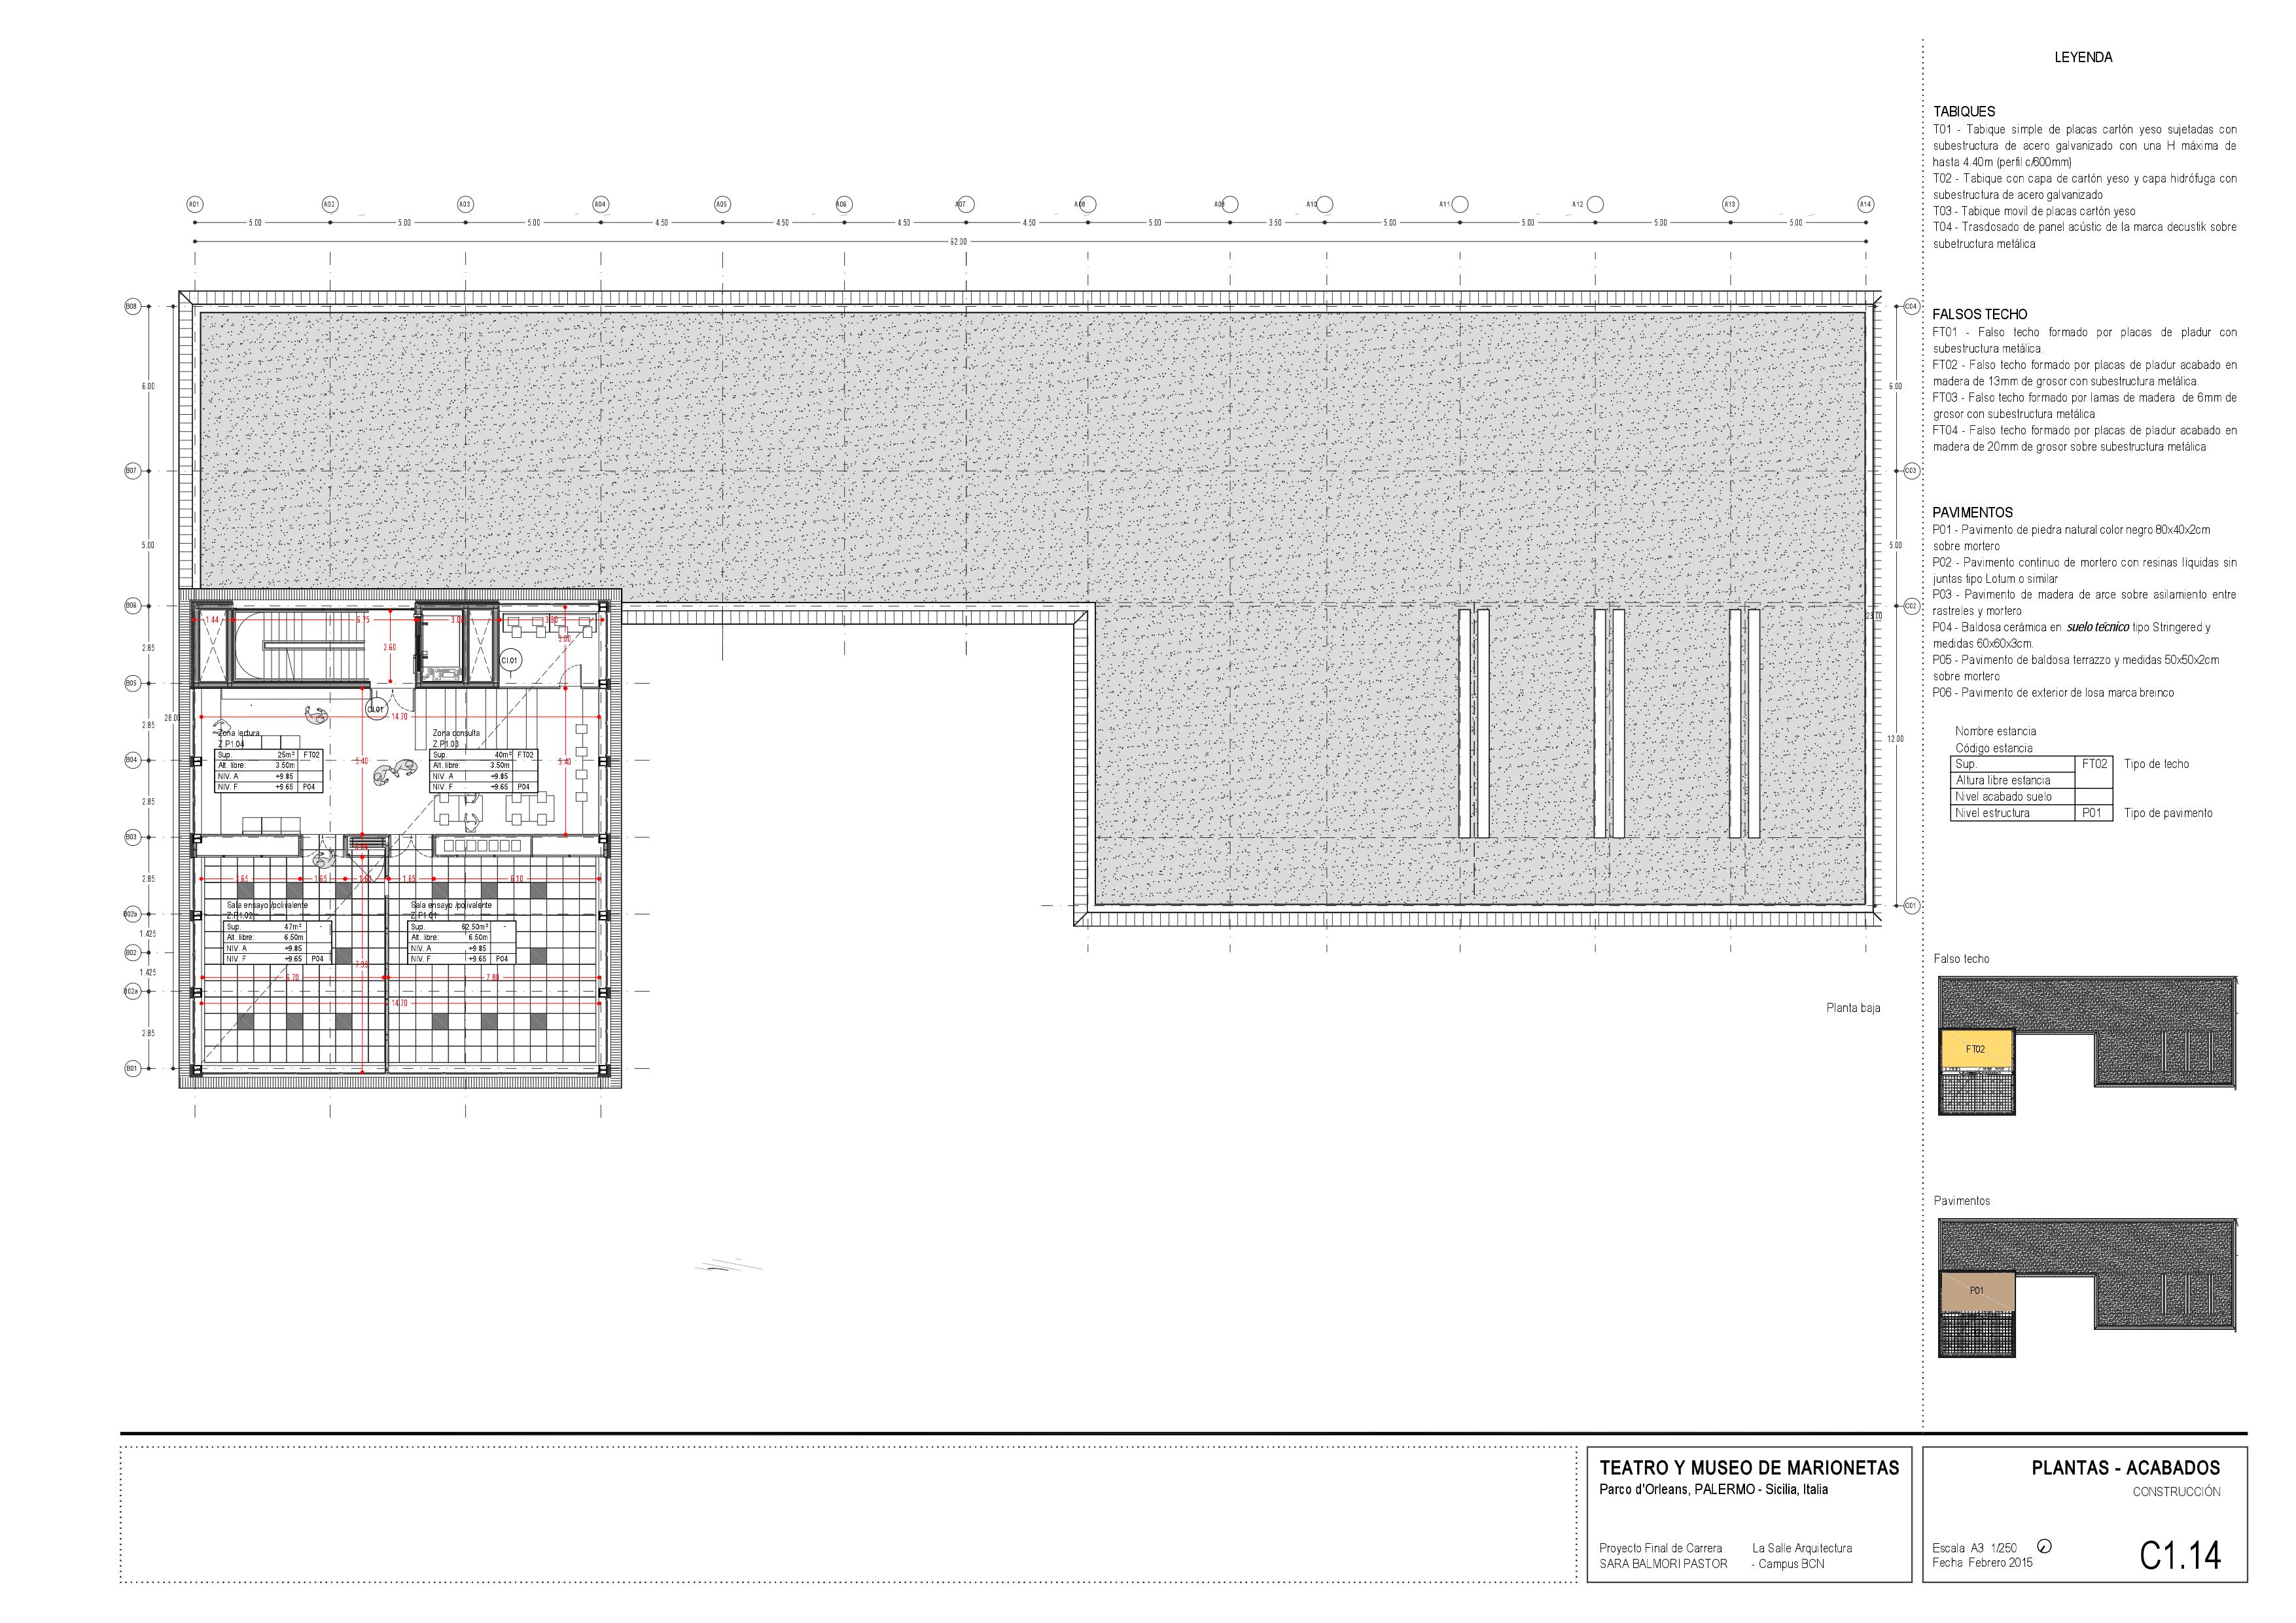 LEYENDA
TABIQUES
T01 - Tabique simple de placas cartón yeso sujetadas con
subestructura de acero galvanizado con una H máxima de
hasta 4.40m (perfil c/600mm)
T02 - Tabique con capa de cartón yeso y capa hidrófuga con
subestructura de acero galvanizado
T03 - Tabique movil de placas cartón yeso
T04 - Trasdosado de panel acústic de la marca decustik sobre
subetructura metálica
FALSOS TECHO
FT01 - Falso techo formado por placas de pladur con
subestructura metálica.
FT02 - Falso techo formado por placas de pladur acabado en
madera de 13mm de grosor con subestructura metálica.
FT03 - Falso techo formado por lamas de madera de 6mm de
grosor con subestructura metálica
FT04 - Falso techo formado por placas de pladur acabado en
madera de 20mm de grosor sobre subestructura metálica
PAVIMENTOS
P01 - Pavimento de piedra natural color negro 80x40x2cm
sobre mortero
P02 - Pavimento continuo de mortero con resinas líquidas sin
juntas tipo Lotum o similar
P03 - Pavimento de madera de arce sobre asilamiento entre
rastreles y mortero
P04 - Baldosa cerámica en suelo técnico tipo Stringered y
medidas 60x60x3cm.
P05 - Pavimento de baldosa terrazzo y medidas 50x50x2cm
sobre mortero
P06 - Pavimento de exterior de losa marca breinco
Nombre estancia
Código estancia
Sup. FT02 Tipo de techo
Altura libre estancia
Nivel acabado suelo
Nivel estructura P01 Tipo de pavimento
Falso techo
FT02
Pavimentos
P01
A01 A02 A03 A04 A05 A06 A07 A08 A09 A10 A11 A12 A13 A14
5.00 5.00 5.00 4.50 4.50 4.50 4.50 5.00 3.50 5.00 5.00 5.00 5.00
62.00
B08
6.00
B07
5.00
B06
2.85
B05
2.85
28.00
B04
2.85
B03
2.85
B02b
1.425
B02
1.425
B02a
2.85
B01
C04
6.00
C03
5.00
C02
23.00
12.00
C01
1.44 6.75 3.00 3.80
3.00
2.60
CI.01
CI.01
14.70
5.40 5.40
Zona lectura
Z.P1.04
Sup. 25m² FT02
Alt. libre: 3.50m
NIV. A +9.85
NIV. F +9.65 P04
Zona consulta
Z.P1.03
Sup. 40m² FT02
Alt. libre: 3.50m
NIV. A +9.85
NIV. F +9.65 P04
3.65 1.65 1.60 1.65 6.10
Sala ensayo /polivalente
Z.P1.02
Sup. 47m² -
Alt. libre: 6.50m
NIV. A +9.85
NIV. F +9.65 P04
Sala ensayo /polivalente
Z.P1.01
Sup. 52.50m² -
Alt. libre: 6.50m
NIV. A +9.85
NIV. F +9.65 P04
6.70 7.80
14.70
Planta baja
TEATRO Y MUSEO DE MARIONETAS
Parco d'Orleans, PALERMO - Sicilia, Italia
Proyecto Final de Carrera La Salle Arquitectura
SARA BALMORI PASTOR - Campus BCN
PLANTAS - ACABADOS
CONSTRUCCIÓN
Escala A3 1/250
Fecha Febrero 2015
C1.14